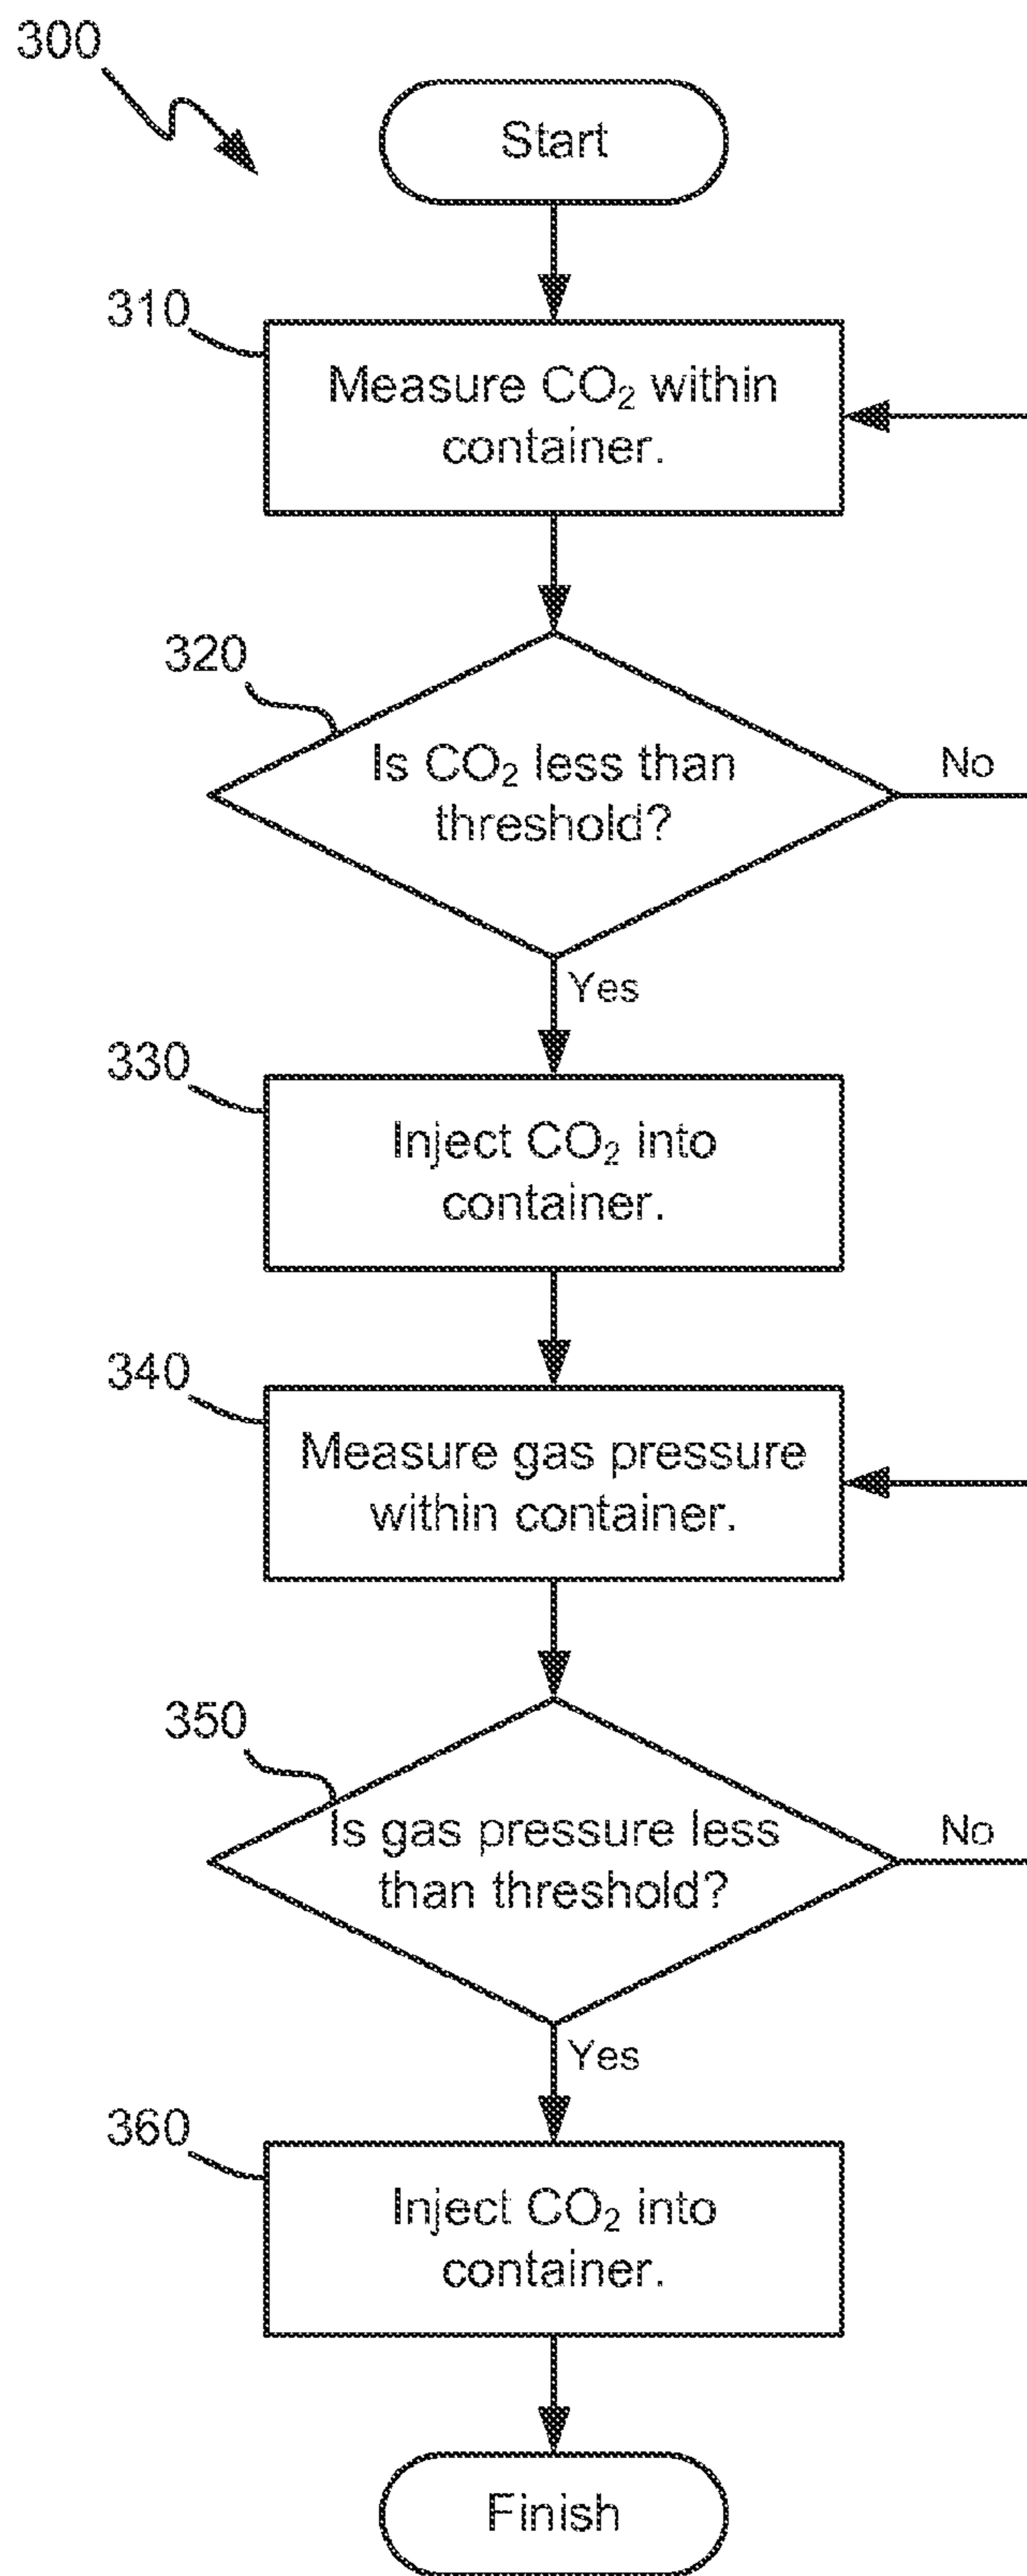 300
Start
310
Measure CO₂ within
container.
320
Is CO₂ less than
threshold?
No
Yes
330
Inject CO₂ into
container.
340
Measure gas pressure
within container.
350
Is gas pressure less
than threshold?
No
Yes
360
Inject CO₂ into
container.
Finish